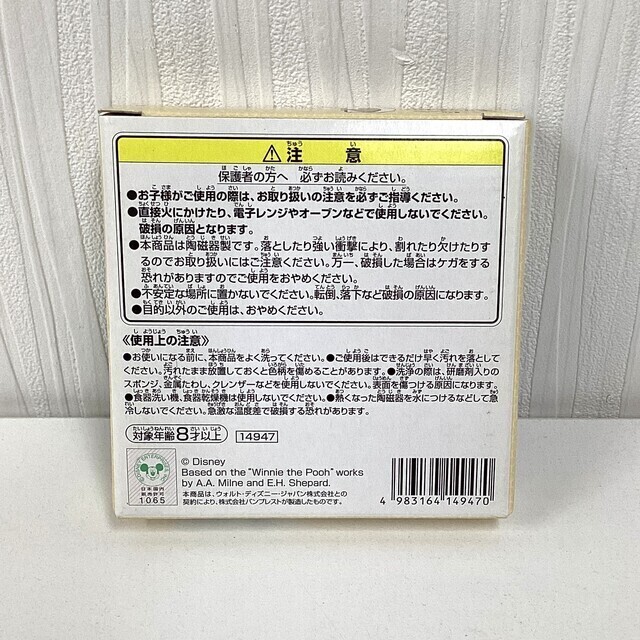 ⚠注意
保護者の方へ 必ずお読みください。
●お子様がご使用の際は、お取り扱いの注意を必ずご指導ください。
●直接火にかけたり、電子レンジやオーブンなどで使用しないでください。
破損の原因となります。
●本商品は陶磁器製です。落としたり強い衝撃により、割れたり欠けたりす
るのでお取り扱いにはご注意ください。万一、破損した場合はケガをする
恐れがありますのでご使用をおやめください。
●不安定な場所に置かないでください。転倒、落下など破損の原因になります。
●目的以外のご使用は、おやめください。
《使用上の注意》
●お使いになる前に、本商品をよく洗ってください。●ご使用後はできるだけ早く汚れを落として
ください。汚れたまま放置しておくと色柄を傷めることがあります。●洗浄の際は、研磨剤入りの
スポンジ、金属たわし、クレンザーなどを使用しないでください。表面を傷つける原因になります。
●食器洗い機、食器乾燥機は使用しないでください。●熱くなった陶磁器を水につけるなどして急
冷しないでください。急激な温度差で破損する恐れがあります。
対象年齢8才以上 14947
© Disney
Based on the "Winnie the Pooh" works
by A.A. Milne and E.H. Shepard.
本商品は、ウォルト・ディズニー・ジャパン株式会社との
契約により、株式会社バンプレストが製造したものです。
日本国内
販売許可
1065
4 983164 149470